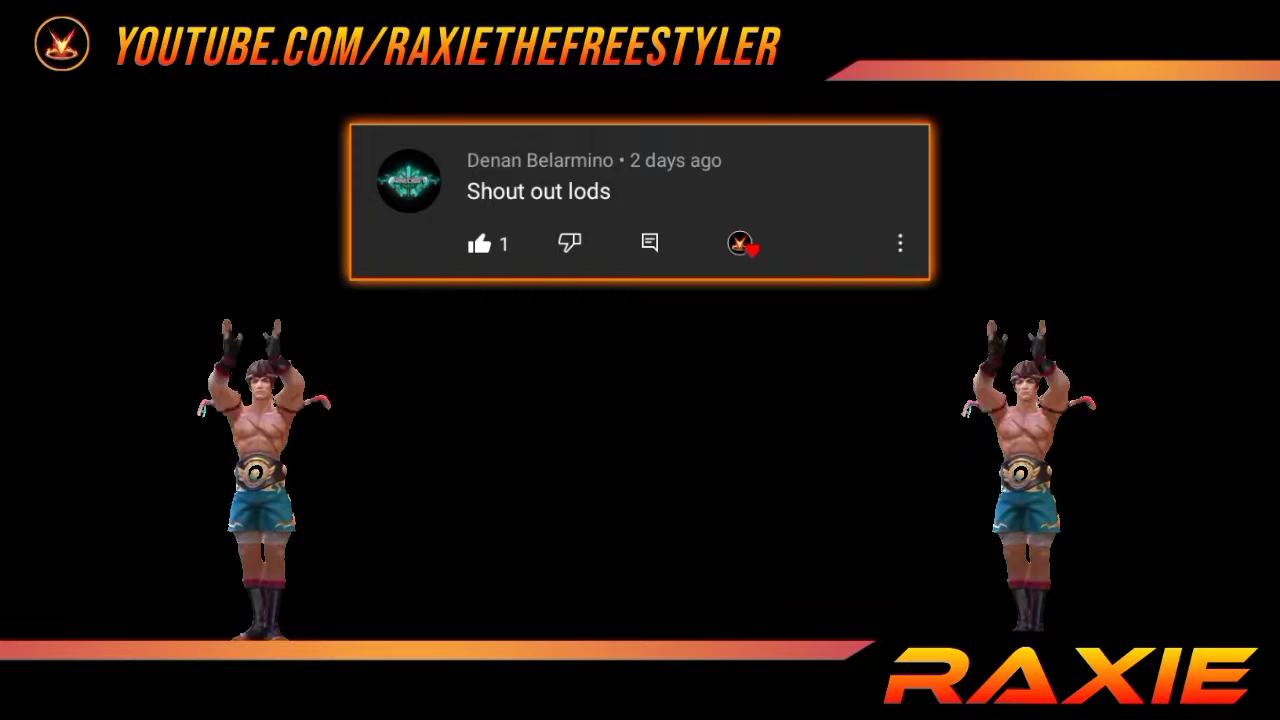 YOUTUBE.COM/RAXIETHEFREESTYLER
Denan Belarmino • 2 days ago
Shout out lods
1
RAXIE